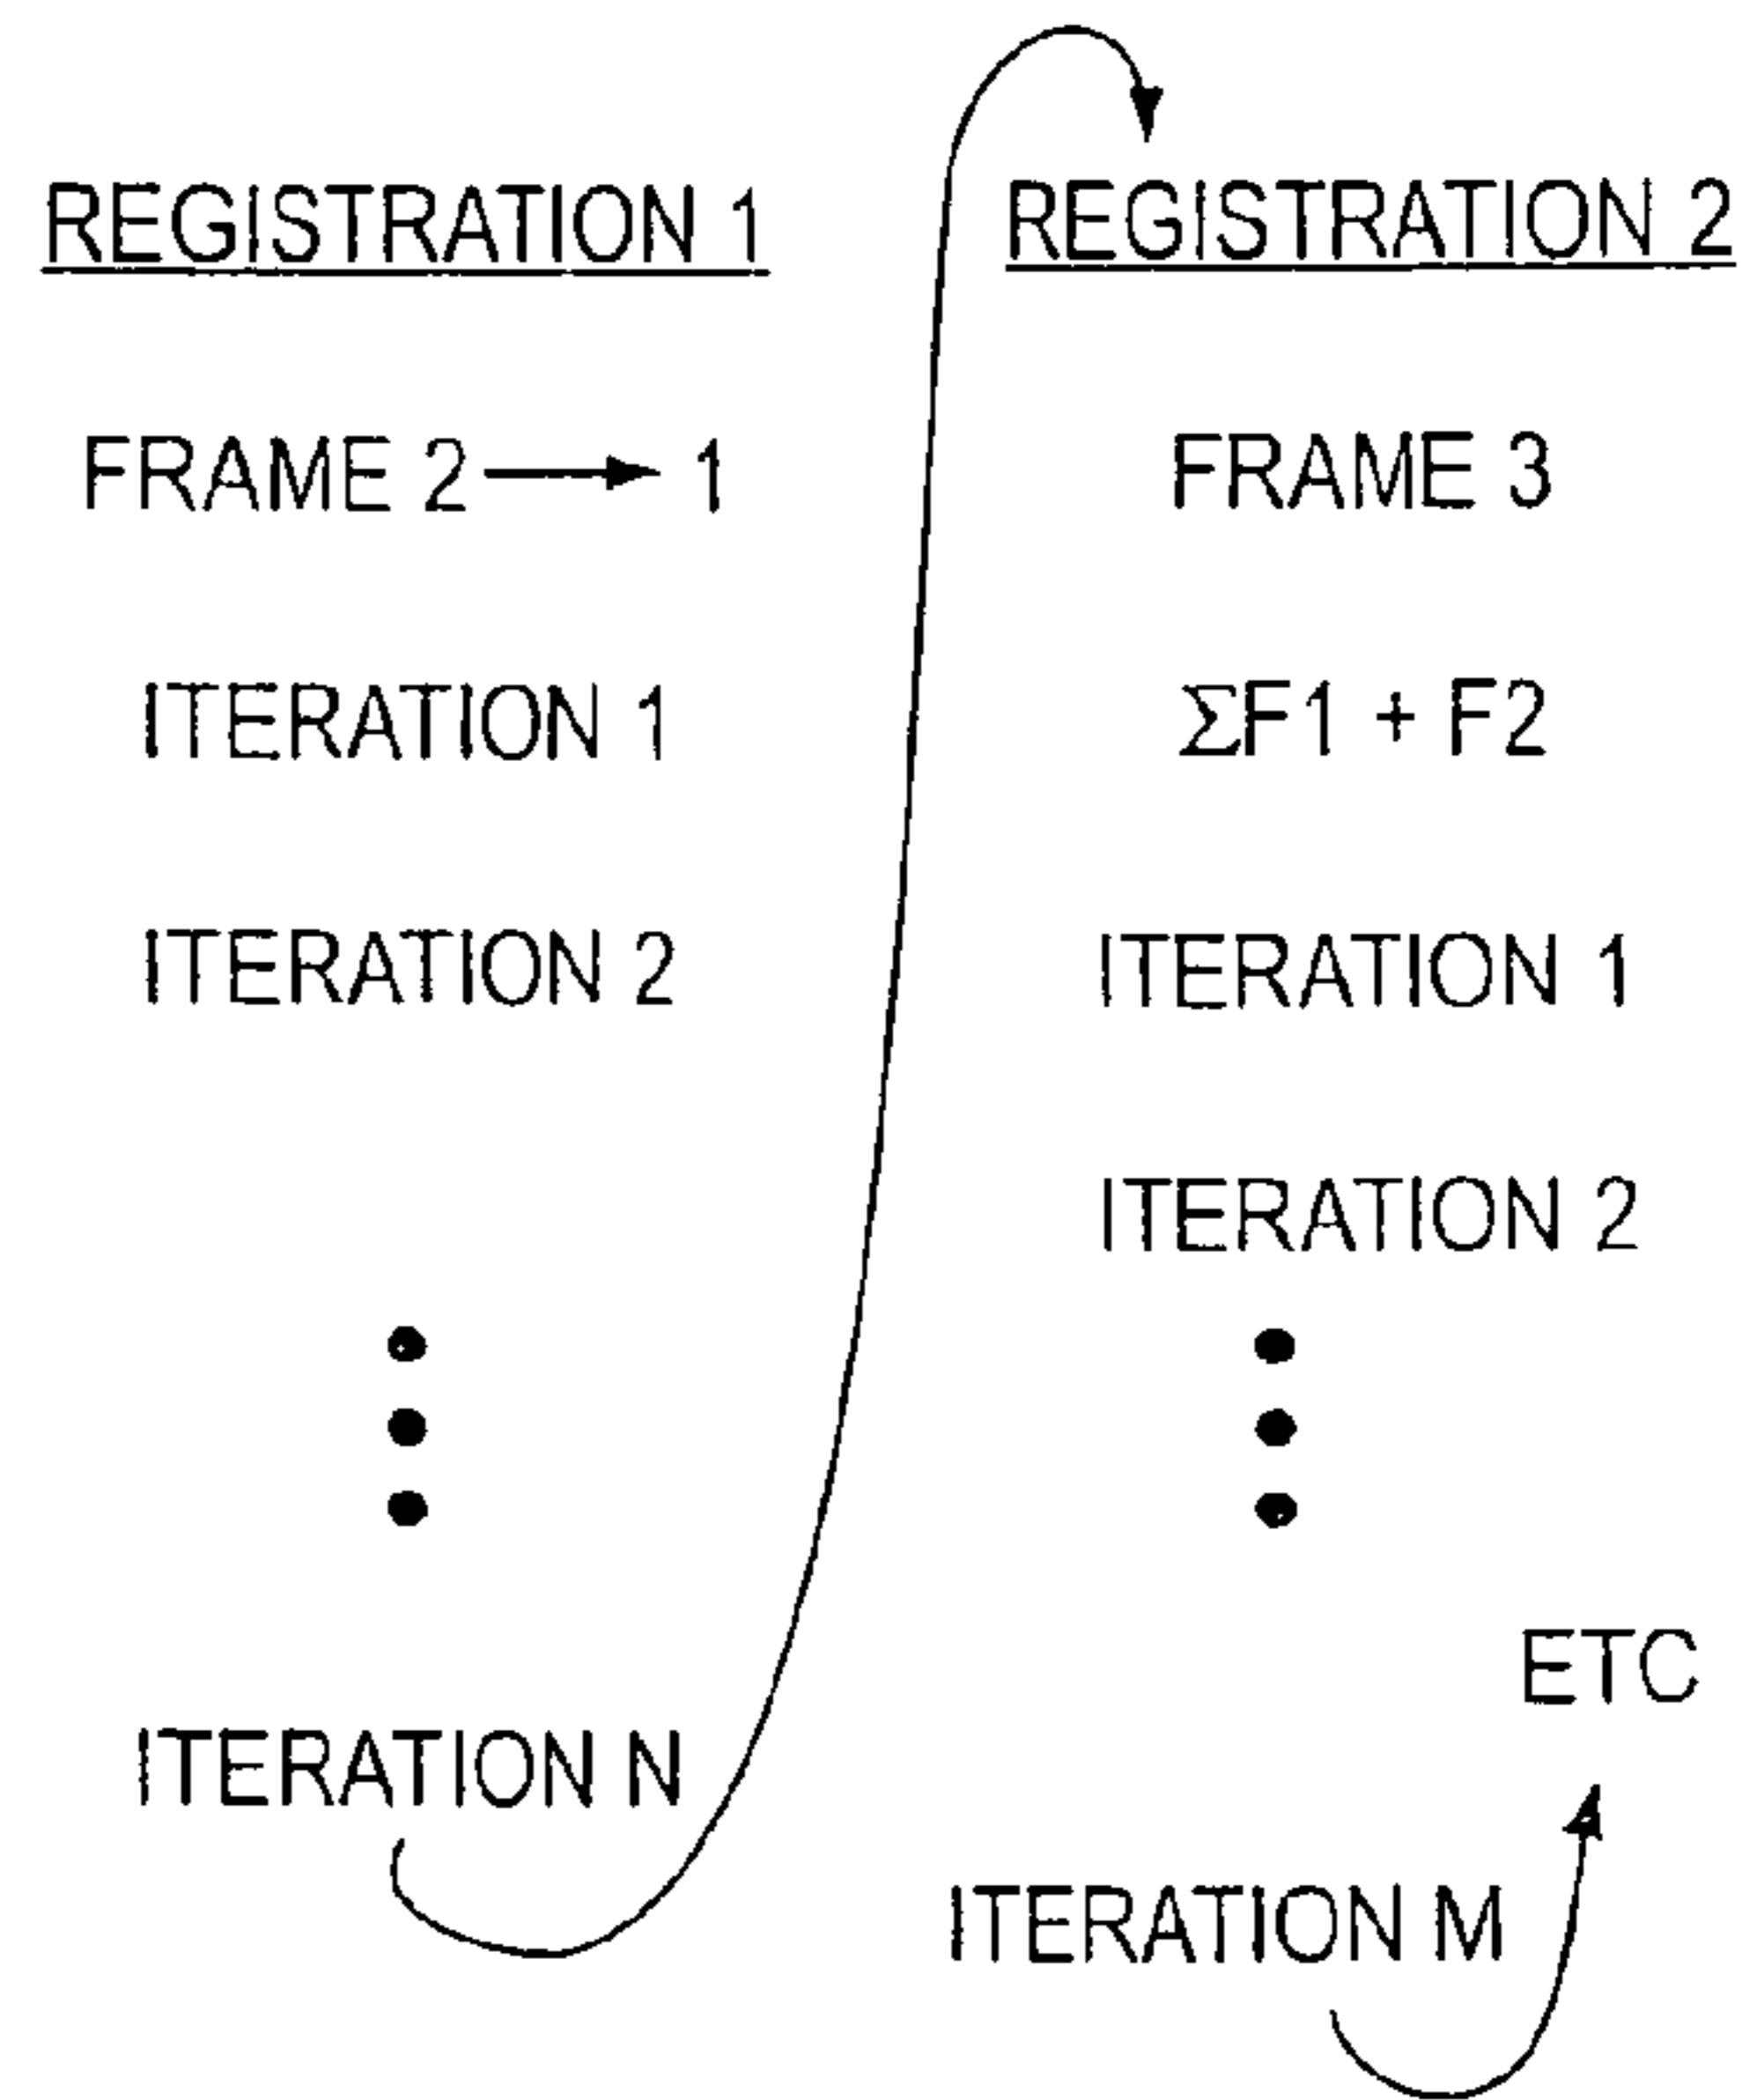 REGISTRATION 1
FRAME 2 → 1
ITERATION 1
ITERATION 2
ITERATION N
REGISTRATION 2
FRAME 3
ΣF1 + F2
ITERATION 1
ITERATION 2
ITERATION M
ETC